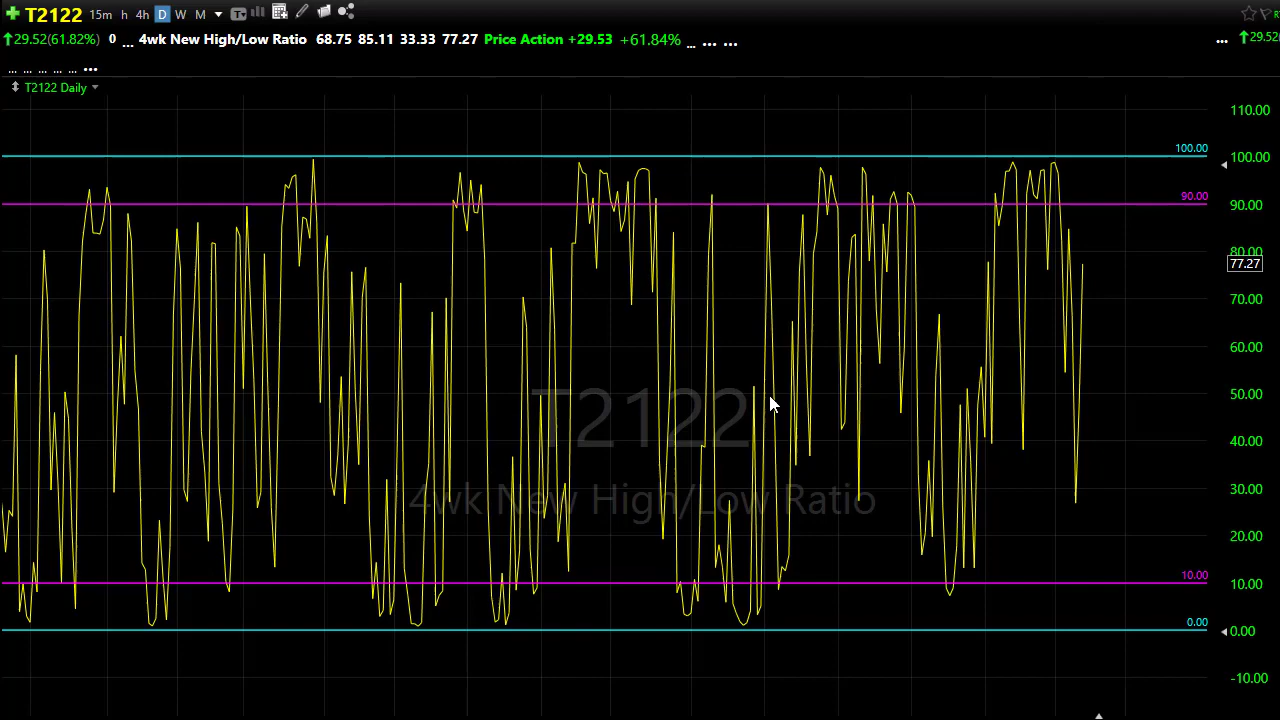 T2122 15m h 4h D W M T
29.52(61.82%) 0 ... 4wk New High/Low Ratio 68.75 85.11 33.33 77.27 Price Action +29.53 +61.84% ... ... ... ... 29.52(
... ... ... ... ... ...
T2122 Daily
110.00
100.00 100.00
90.00 90.00
80.00
77.27
70.00
60.00
50.00
T2122
40.00
4wk New High/Low Ratio
30.00
20.00
10.00 10.00
0.00 0.00
-10.00